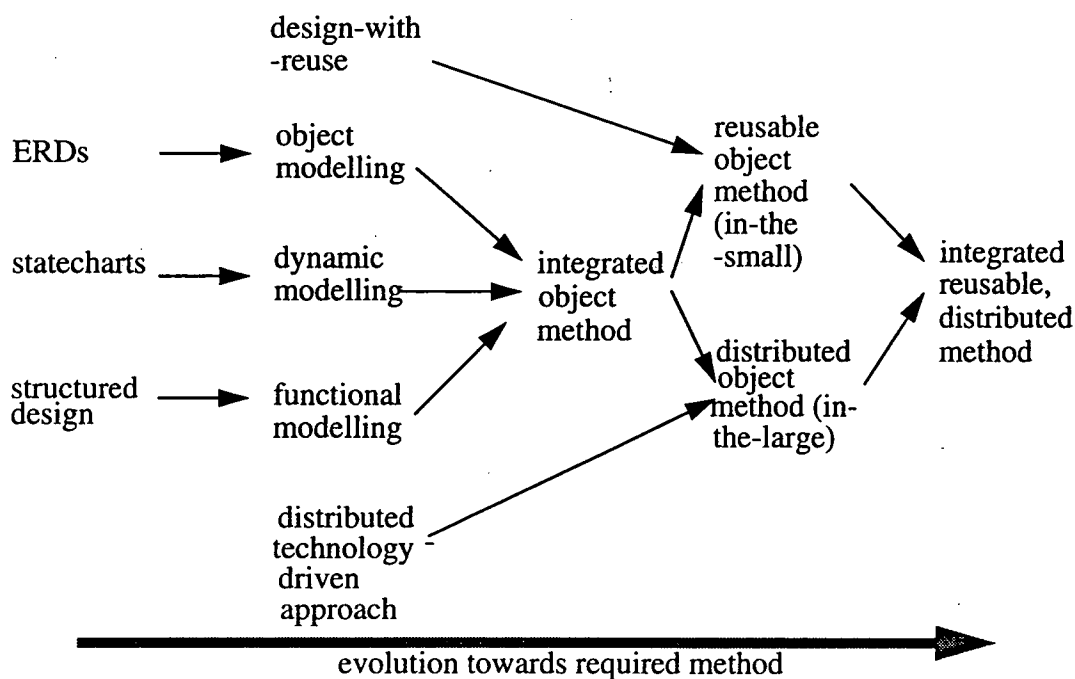 design-with
-reuse
ERDs
object
modelling
reusable
object
method
(in-the
-small)
statecharts
dynamic
modelling
integrated
object
method
integrated
reusable,
distributed
method
structured
design
functional
modelling
distributed
object
method (in-
the-large)
distributed
technology -
driven
approach
evolution towards required method